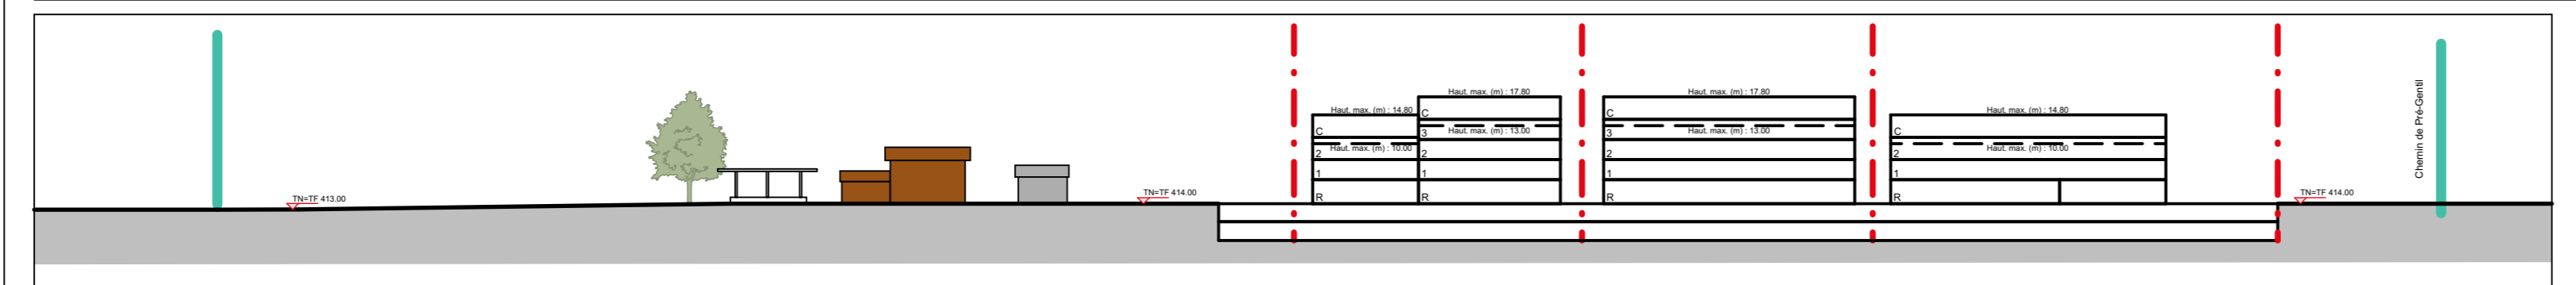 TN=TF 413.00
TN=TF 414.00
Haut. max. (m) : 14.80
C
2
Haut. max. (m) : 10.00
1
R
Haut. max. (m) : 17.80
C
3
Haut. max. (m) : 13.00
2
1
R
Haut. max. (m) : 17.80
C
3
Haut. max. (m) : 13.00
2
1
R
Haut. max. (m) : 14.80
C
2
Haut. max. (m) : 10.00
1
R
TN=TF 414.00
Chemin de Pré-Gentil